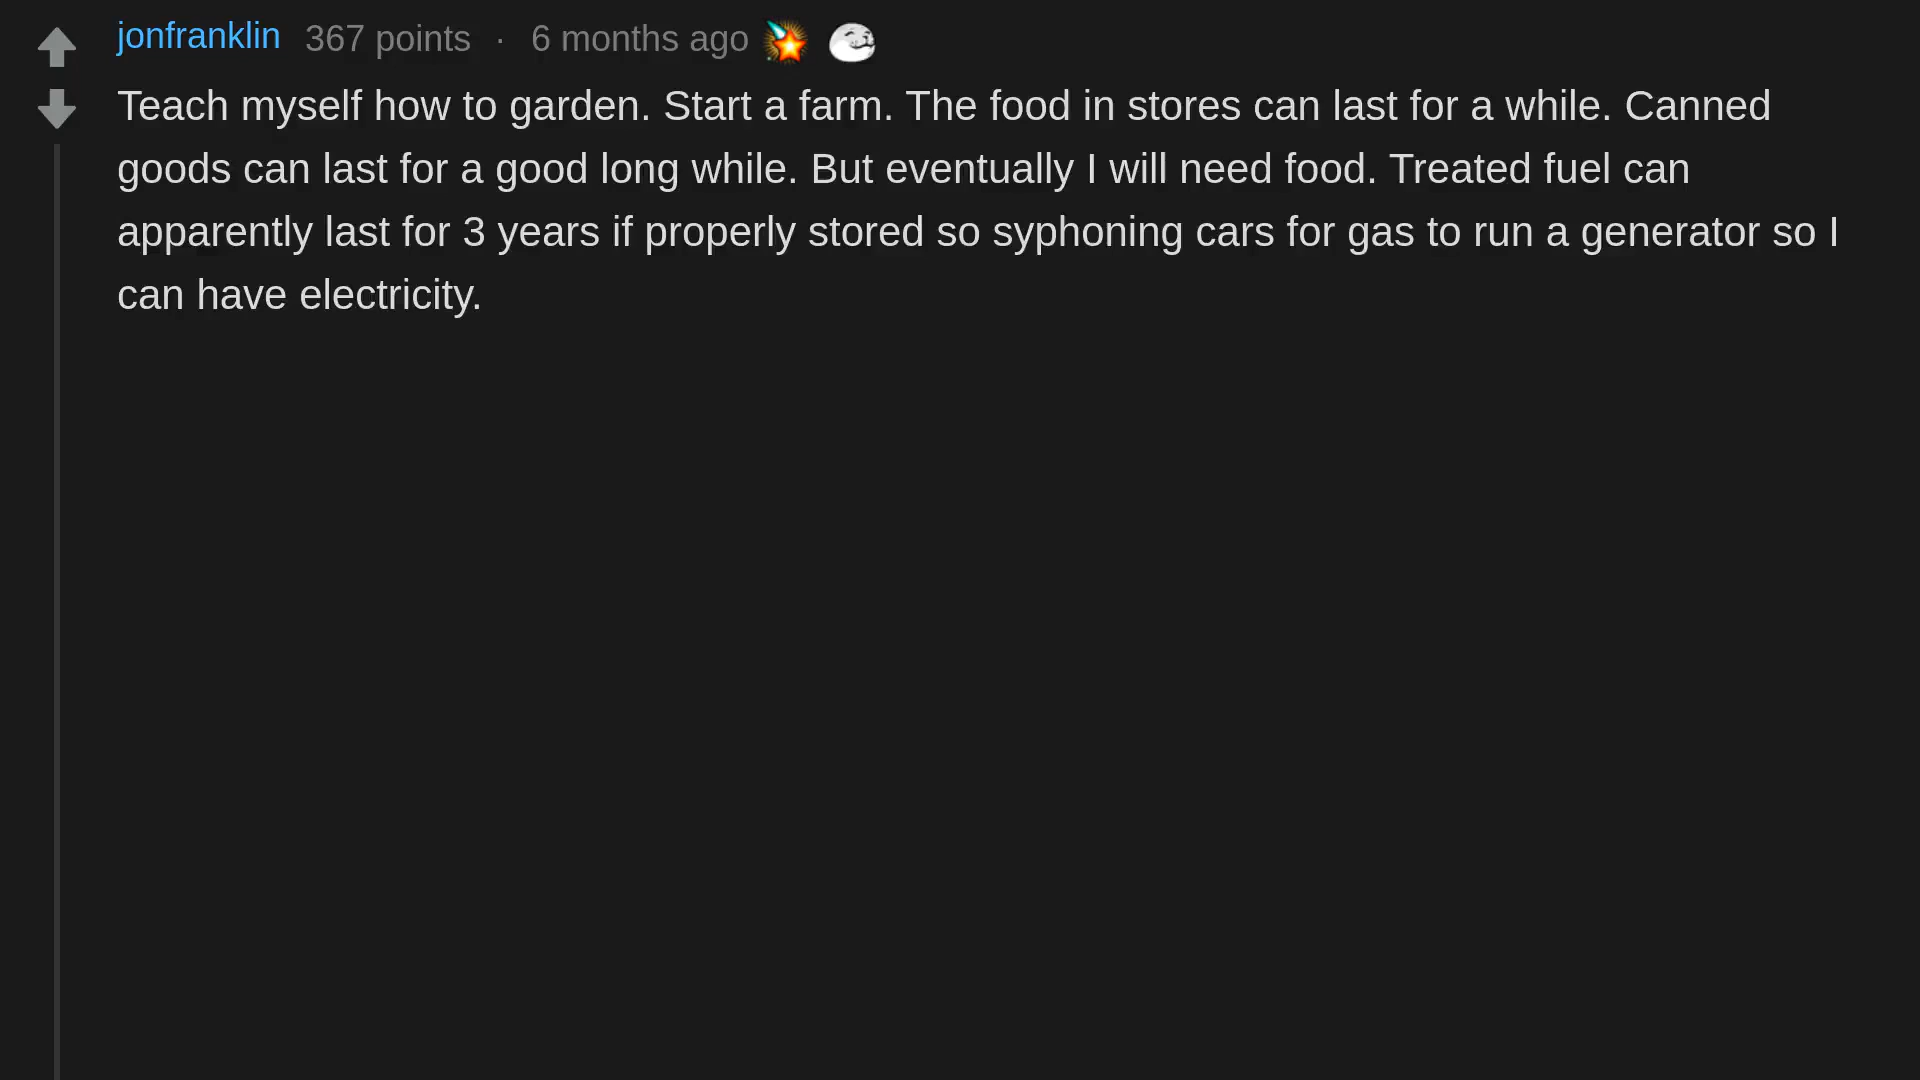 jonfranklin 367 points · 6 months ago
Teach myself how to garden. Start a farm. The food in stores can last for a while. Canned
goods can last for a good long while. But eventually I will need food. Treated fuel can
apparently last for 3 years if properly stored so syphoning cars for gas to run a generator so I
can have electricity.